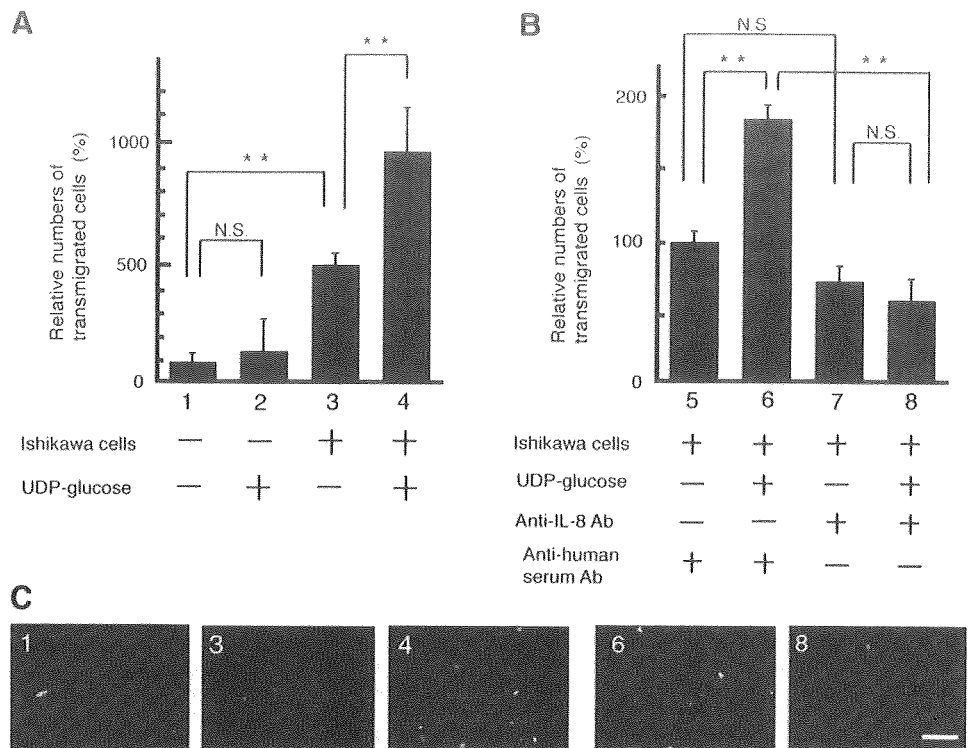 A
Relative numbers of
transmigrated cells (%)
1000
500
0
* *
* *
N.S.
1 2 3 4
Ishikawa cells — — + +
UDP-glucose — + — +
B
Relative numbers of
transmigrated cells (%)
200
100
0
N.S
* *
* *
N.S.
5 6 7 8
Ishikawa cells + + + +
UDP-glucose — + — +
Anti-IL-8 Ab — — + +
Anti-human
serum Ab + + — —
C
1 3 4 6 8